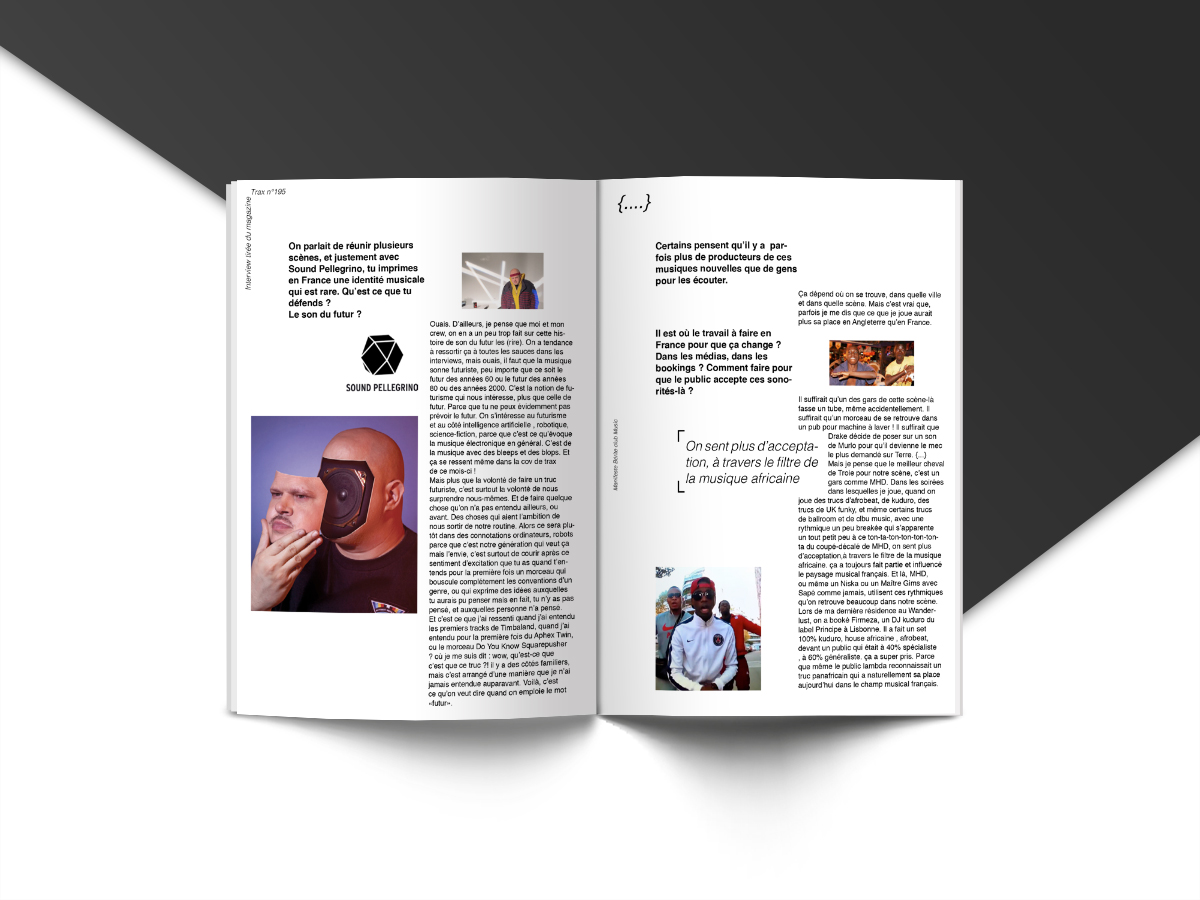 Trax n°195
Interview tirée du magazine
On parlait de réunir plusieurs
scènes, et justement avec
Sound Pellegrino, tu imprimes
en France une identité musicale
qui est rare. Qu'est ce que tu
défends ?
Le son du futur ?
SOUND PELLEGRINO
Ouais. D'ailleurs, je pense que moi et mon
crew, on en a un peu trop fait sur cette his-
toire de son du futur les (rire). On a tendance
à ressortir ça à toutes les sauces dans les
interviews, mais ouais, il faut que la musique
sonne futuriste, peu importe que ce soit le
futur des années 60 ou le futur des années
80 ou des années 2000. C'est la notion de fu-
turisme qui nous intéresse, plus que celle de
futur. Parce que tu ne peux évidemment pas
prévoir le futur. On s'intéresse au futurisme
et au côté intelligence artificielle , robotique,
science-fiction, parce que c'est ce qu'évoque
la musique électronique en général. C'est de
la musique avec des bleeps et des blops. Et
ça se ressent même dans la cov de trax
de ce mois-ci !
Mais plus que la volonté de faire un truc
futuriste, c'est surtout la volonté de nous
surprendre nous-mêmes. Et de faire quelque
chose qu'on n'a pas entendu ailleurs, ou
avant. Des choses qui aient l'ambition de
nous sortir de notre routine. Alors ce sera plu-
tôt dans des connotations ordinateurs, robots
parce que c'est notre génération qui veut ça
mais l'envie, c'est surtout de courir après ce
sentiment d'excitation que tu as quand t'en-
tends pour la première fois un morceau qui
bouscule complètement les conventions d'un
genre, ou qui exprime des idées auxquelles
tu aurais pu penser mais en fait, tu n'y as pas
pensé, et auxquelles personne n'a pensé.
Et c'est ce que j'ai ressenti quand j'ai entendu
les premiers tracks de Timbaland, quand j'ai
entendu pour la première fois du Aphex Twin,
ou le morceau Do You Know Squarepusher
? où je me suis dit : wow, qu'est-ce que
c'est que ce truc ?! il y a des côtés familiers,
mais c'est arrangé d'une manière que je n'ai
jamais entendue auparavant. Voilà, c'est
ce qu'on veut dire quand on emploie le mot
«futur».
{....}
Certains pensent qu'il y a par-
fois plus de producteurs de ces
musiques nouvelles que de gens
pour les écouter.
Ça dépend où on se trouve, dans quelle ville
et dans quelle scène. Mais c'est vrai que,
parfois je me dis que ce que je joue aurait
plus sa place en Angleterre qu'en France.
Il est où le travail à faire en
France pour que ça change ?
Dans les médias, dans les
bookings ? Comment faire pour
que le public accepte ces sono-
rités-là ?
Manifeste Boite club Music
On sent plus d'accepta-
tion, à travers le filtre de
la musique africaine
Il suffirait qu'un des gars de cette scène-là
fasse un tube, même accidentellement. Il
suffirait qu'un morceau de se retrouve dans
un pub pour machine à laver ! Il suffirait que
Drake décide de poser sur un son
de Murlo pour qu'il devienne le mec
le plus demandé sur Terre. (...)
Mais je pense que le meilleur cheval
de Troie pour notre scène, c'est un
gars comme MHD. Dans les soirées
dans lesquelles je joue, quand on
joue des trucs d'afrobeat, de kuduro, des
trucs de UK funky, et même certains trucs
de ballroom et de clbu music, avec une
rythmique un peu breakée qui s'apparente
un tout petit peu à ce ton-ta-ton-ton-ton-ton-
ta du coupé-décalé de MHD, on sent plus
d'acceptation,à travers le filtre de la musique
africaine. ça a toujours fait partie et influencé
le paysage musical français. Et là, MHD,
ou même un Niska ou un Maître Gims avec
Sapé comme jamais, utilisent ces rythmiques
qu'on retrouve beaucoup dans notre scène.
Lors de ma dernière résidence au Wander-
lust, on a booké Firmeza, un DJ kuduro du
label Principe à Lisbonne. Il a fait un set
100% kuduro, house africaine , afrobeat,
devant un public qui était à 40% spécialiste
, à 60% généraliste. ça a super pris. Parce
que même le public lambda reconnaissait un
truc panafricain qui a naturellement sa place
aujourd'hui dans le champ musical français.